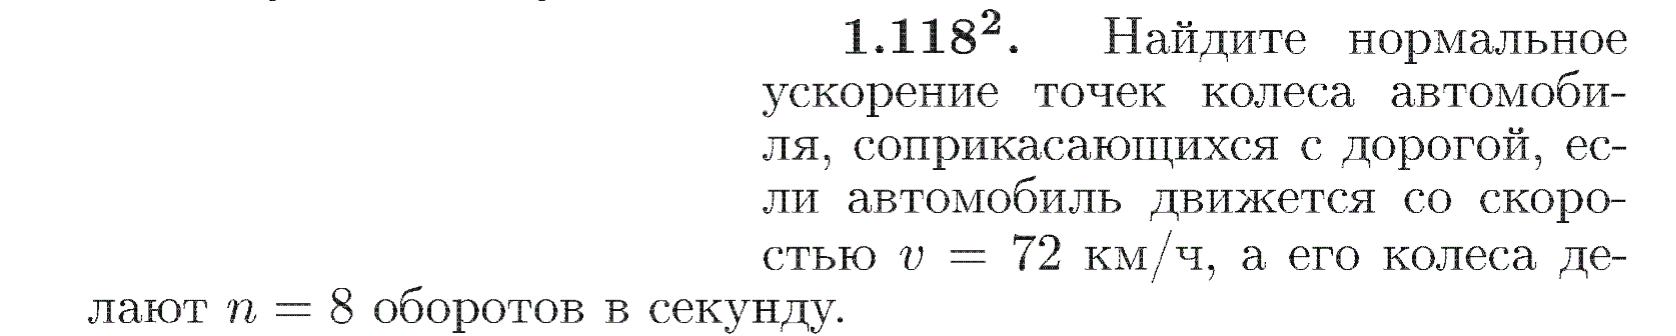 1.118². Найдите нормальное
ускорение точек колеса автомоби-
ля, соприкасающихся с дорогой, ес-
ли автомобиль движется со скоро-
стью v = 72 км/ч, а его колеса де-
лают n = 8 оборотов в секунду.